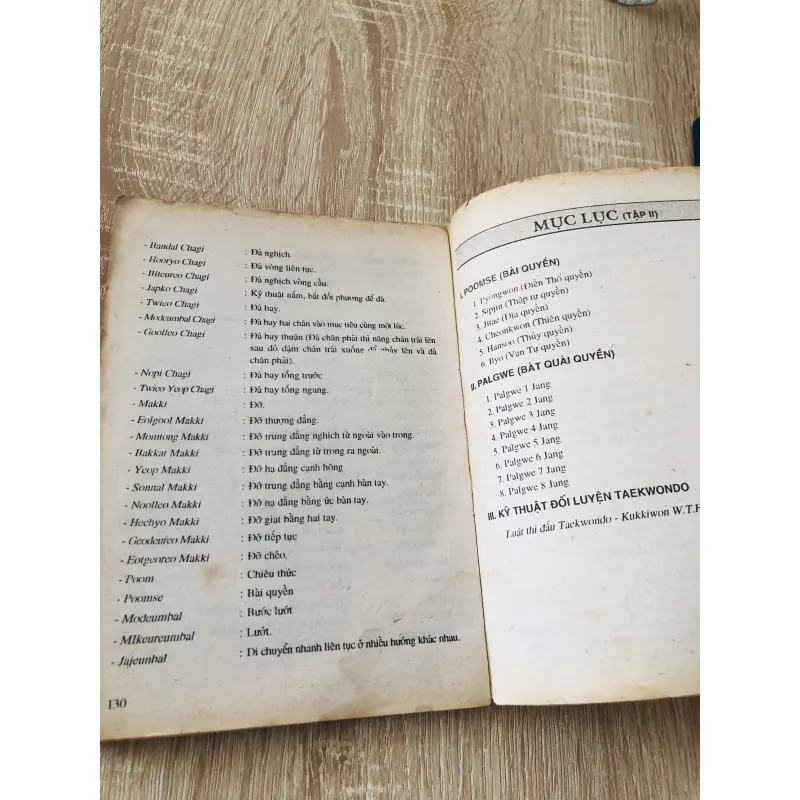 - Bandal Chagi : Đá nghịch.
- Hooryo Chagi : Đá vòng liên tục.
- Bitcureo Chagi : Đá nghịch vòng cầu.
- Japko Chagi : Kỹ thuật nắm, bắt đối phương để đá.
- Twico Chagi : Đá bay.
- Modeumbal Chagi : Đá bay hai chân vào mục tiêu cùng một lúc.
- Goolleo Chagi : Đá bay thuận (Đá chân phải thì nâng chân trái lên
sau đó dậm chân trái xuống để nhảy lên và đá
chân phải).
- Nopi Chagi : Đá bay tống trước
- Twico Yeop Chagi : Đá bay tống ngang.
- Makki : Đỡ.
- Eolgool Makki : Đỡ thượng đẳng.
- Momtong Makki : Đỡ trung đẳng nghịch từ ngoài vào trong.
- Bakkat Makki : Đỡ trung đẳng từ trong ra ngoài.
- Yeop Makki : Đỡ hạ đẳng cạnh hông
- Sonnal Makki : Đỡ trung đẳng bằng cạnh bàn tay.
- Noolleo Makki : Đỡ hạ đẳng bằng ức bàn tay.
- Hechyo Makki : Đỡ giạt bằng hai tay.
- Geodeureo Makki : Đỡ tiếp tục
- Eotgeoreo Makki : Đỡ chéo.
- Poom : Chiêu thức
- Poomse : Bài quyền
- Modeumbal : Bước lướt
- MIkeureumbal : Lướt.
- Jajeunbal : Di chuyển nhanh liên tục ở nhiều hướng khác nhau.
130
MỤC LỤC (TẬP II)
I. POOMSE (BÀI QUYỀN)
1. Pyongwon (Điền Thổ quyền)
2. Sipjin (Thập tự quyền)
3. Jitae (Địa quyền)
4. Cheonkwon (Thiên quyền)
5. Hansoo (Thủy quyền)
6. Ilyo (Vạn Tự quyền)
II. PALGWE (BÁT QUÁI QUYỀN)
1. Palgwe 1 Jang
2. Palgwe 2 Jang
3. Palgwe 3 Jang
4. Palgwe 4 Jang
5. Palgwe 5 Jang
6. Palgwe 6 Jang
7. Palgwe 7 Jang
8. Palgwe 8 Jang
III. KỸ THUẬT ĐỐI LUYỆN TAEKWONDO
Luật thi đấu Taekwondo - Kukkiwon W.T.F